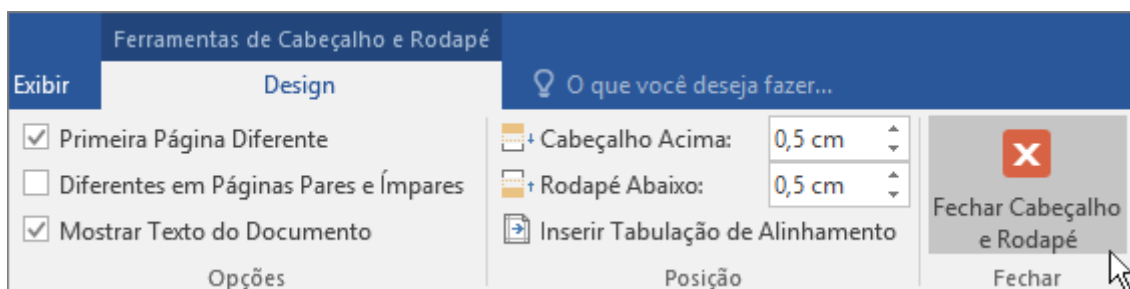 Ferramentas de Cabeçalho e Rodapé
Exibir
Design
O que você deseja fazer...
Primeira Página Diferente
Diferentes em Páginas Pares e Ímpares
Mostrar Texto do Documento
Opções
Cabeçalho Acima: 0,5 cm
Rodapé Abaixo: 0,5 cm
Inserir Tabulação de Alinhamento
Posição
Fechar Cabeçalho
e Rodapé
Fechar